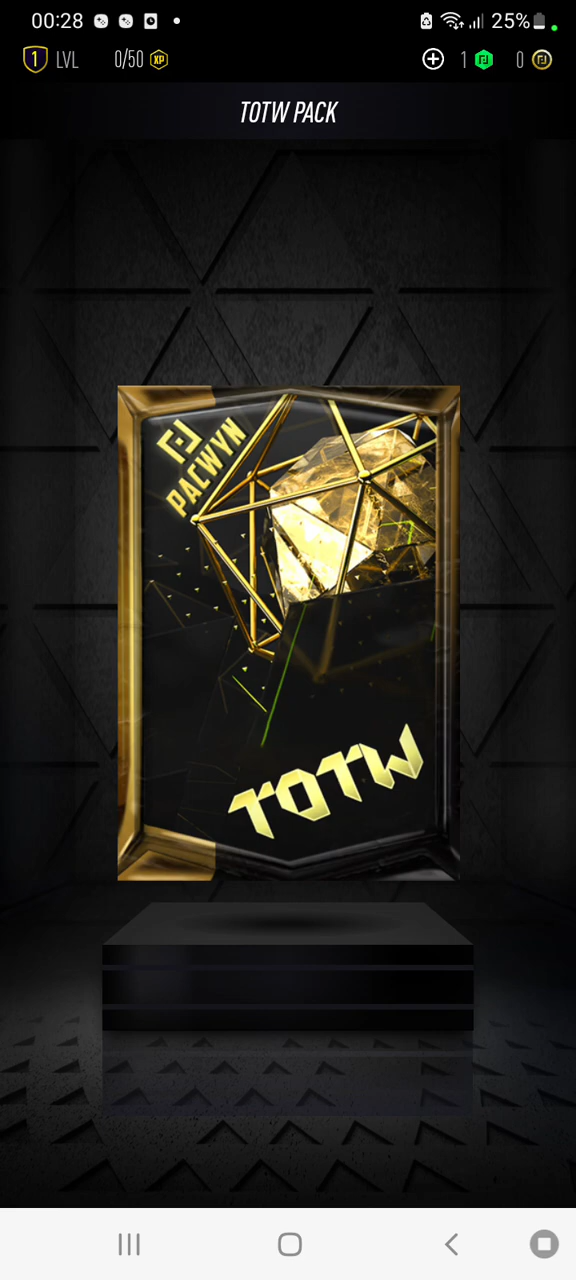 00:28
25%
1 LVL 0/50 XP 1 0
TOTW PACK
PACWYN
TOTW